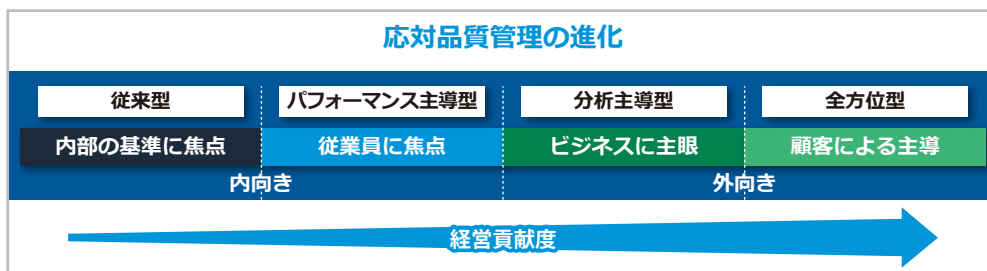 応対品質管理の進化
従来型 パフォーマンス主導型 分析主導型 全方位型
内部の基準に焦点 従業員に焦点 ビジネスに主眼 顧客による主導
内向き 外向き
経営貢献度